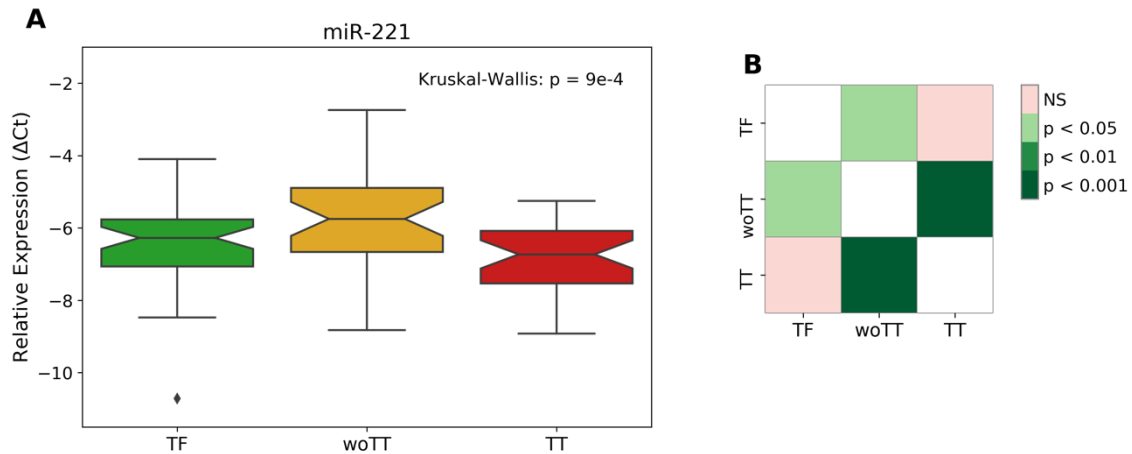 A
miR-221
Kruskal-Wallis: p = 9e-4
Relative Expression (ΔCt)
−2
−4
−6
−8
−10
TF
woTT
TT
B
TF
woTT
TT
TF
woTT
TT
NS
p < 0.05
p < 0.01
p < 0.001